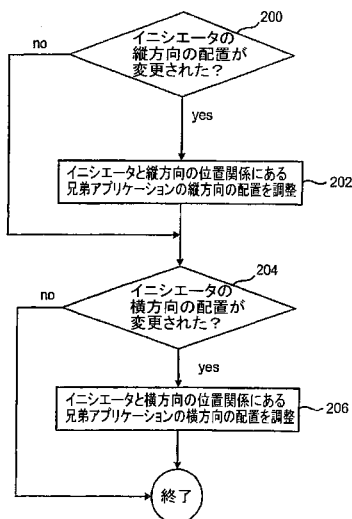 200
イニシエータの
縦方向の配置が
変更された？
no
yes
イニシエータと縦方向の位置関係にある
兄弟アプリケーションの縦方向の配置を調整
202
204
イニシエータの
横方向の配置が
変更された？
no
yes
イニシエータと横方向の位置関係にある
兄弟アプリケーションの横方向の配置を調整
206
終了